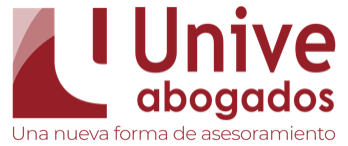 Unive
abogados
Una nueva forma de asesoramiento